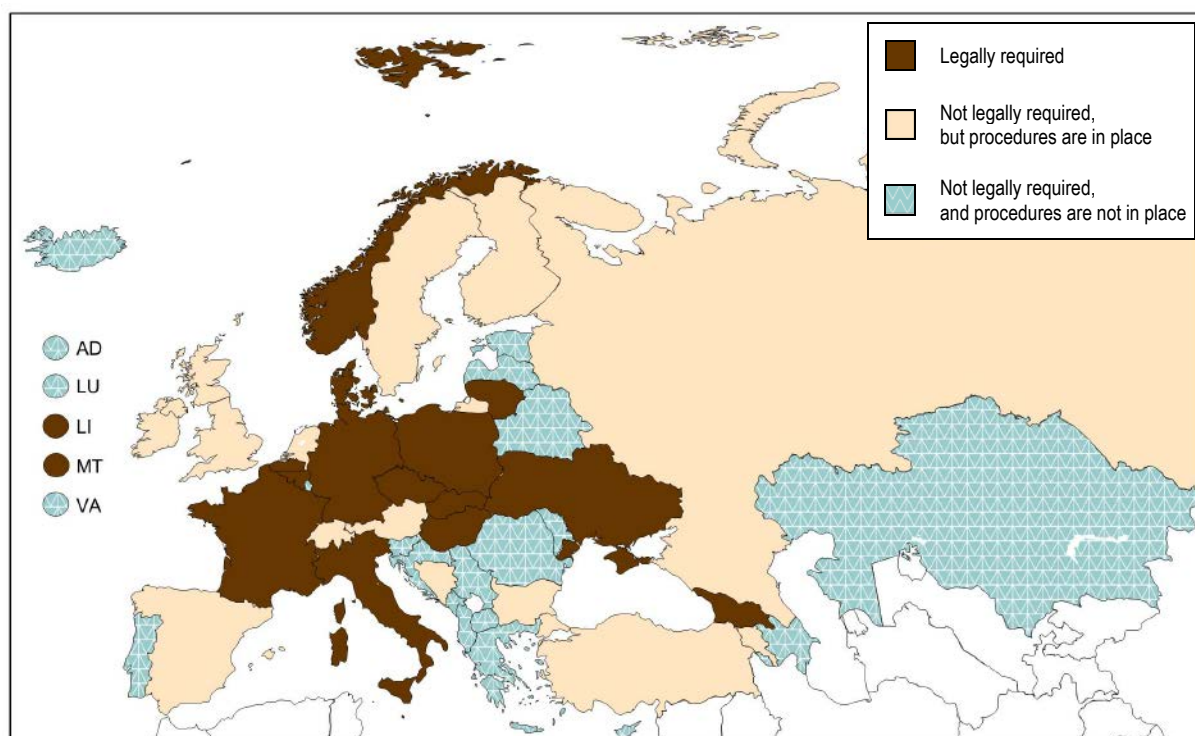 Legally required
Not legally required,
but procedures are in place
Not legally required,
and procedures are not in place
AD
LU
LI
MT
VA